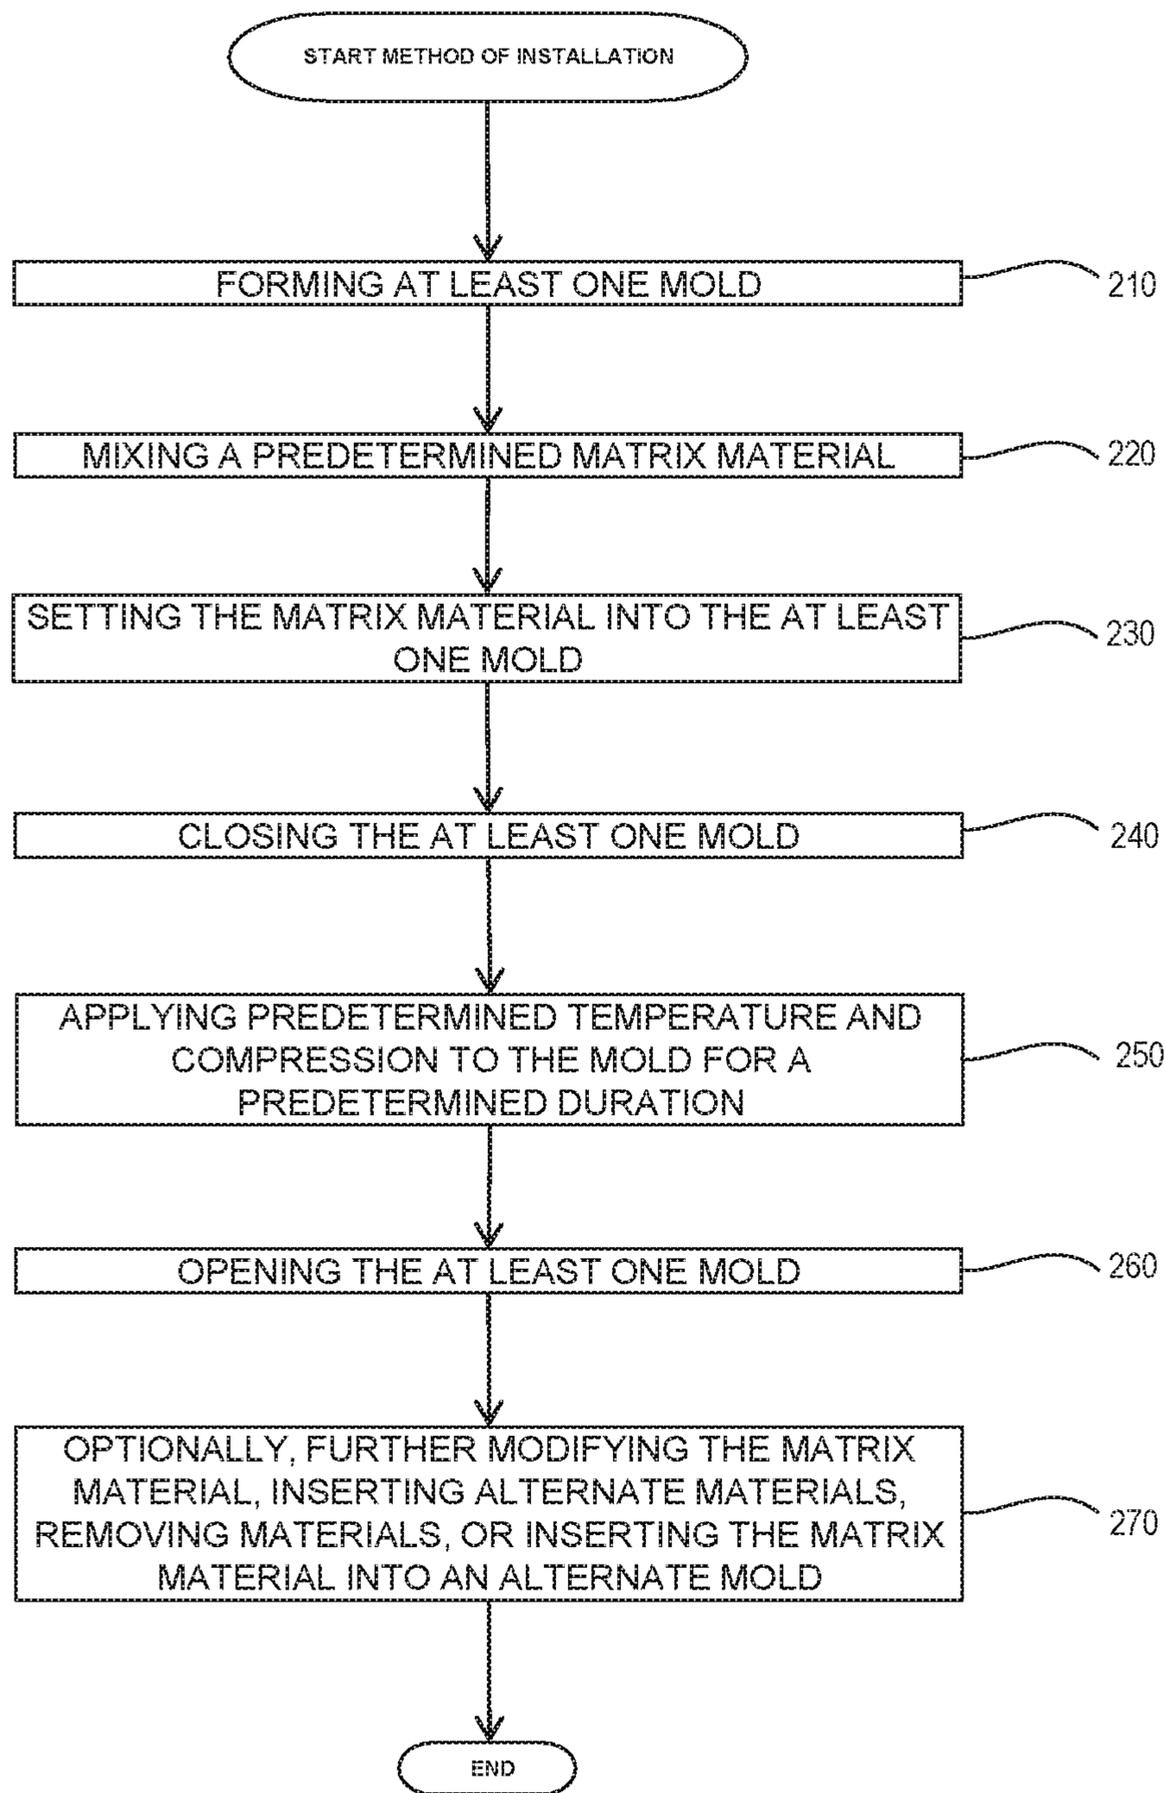 START METHOD OF INSTALLATION
FORMING AT LEAST ONE MOLD
210
MIXING A PREDETERMINED MATRIX MATERIAL
220
SETTING THE MATRIX MATERIAL INTO THE AT LEAST
ONE MOLD
230
CLOSING THE AT LEAST ONE MOLD
240
APPLYING PREDETERMINED TEMPERATURE AND
COMPRESSION TO THE MOLD FOR A
PREDETERMINED DURATION
250
OPENING THE AT LEAST ONE MOLD
260
OPTIONALLY, FURTHER MODIFYING THE MATRIX
MATERIAL, INSERTING ALTERNATE MATERIALS,
REMOVING MATERIALS, OR INSERTING THE MATRIX
MATERIAL INTO AN ALTERNATE MOLD
270
END